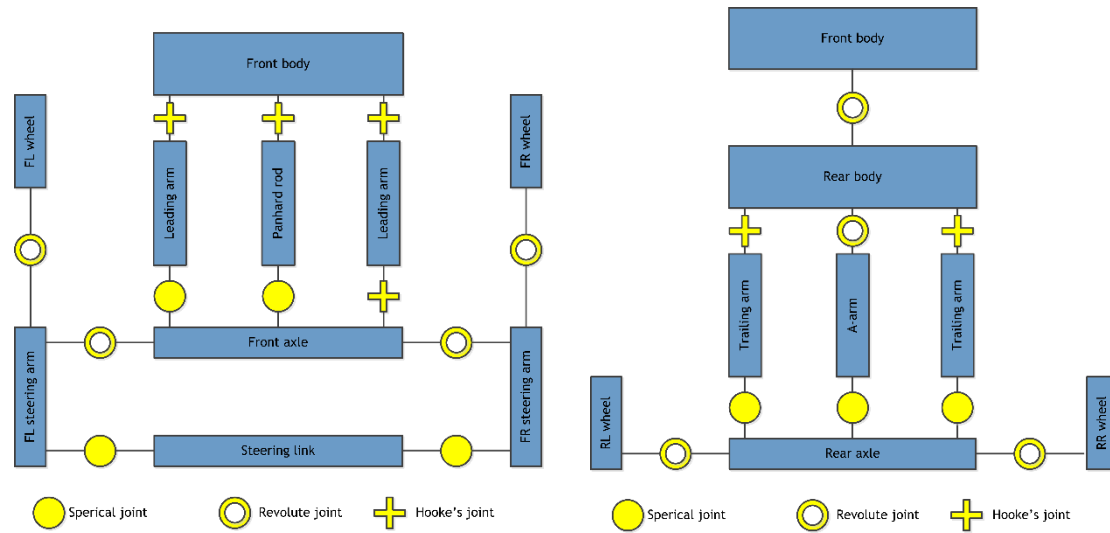 Front body
FL wheel
Leading arm
Panhard rod
Leading arm
FR wheel
FL steering arm
Front axle
FR steering arm
Steering link
Sperical joint
Revolute joint
Hooke's joint
Front body
Rear body
Trailing arm
A-arm
Trailing arm
RL wheel
Rear axle
RR wheel
Sperical joint
Revolute joint
Hooke's joint